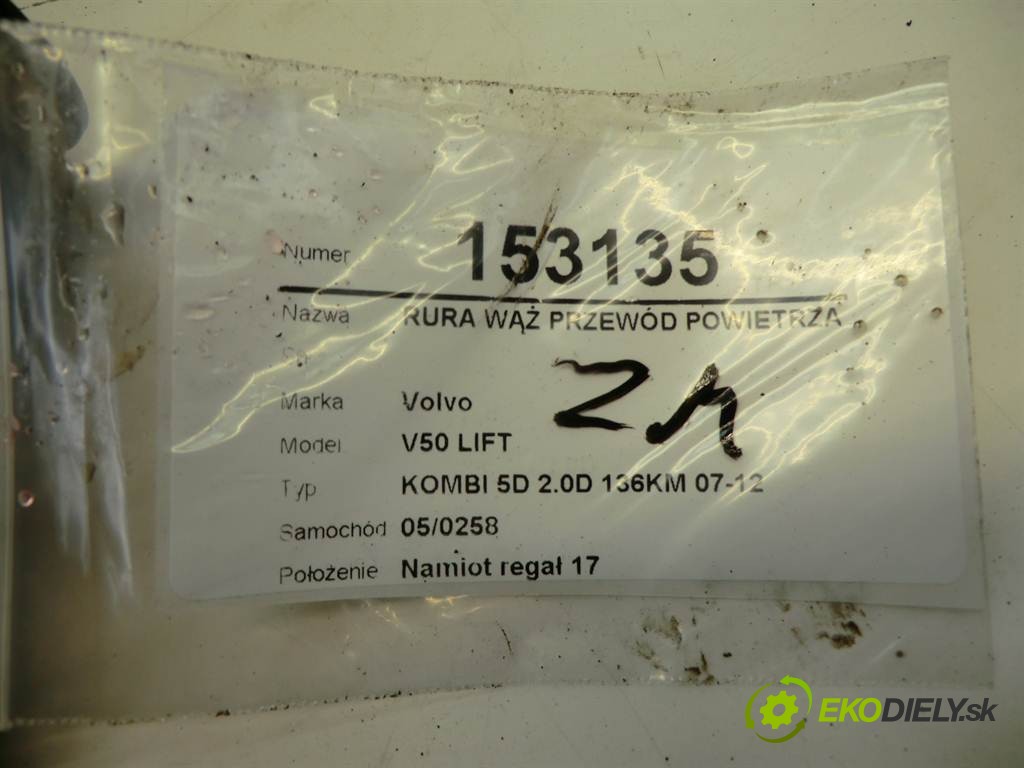 Numer 153135
Nazwa RURA WĄŻ PRZEWÓD POWIETRZA
Marka Volvo
Model V50 LIFT
Typ KOMBI 5D 2.0D 136KM 07-12
Samochód 05/0258
Położenie Namiot regał 17
EKODIELY.sk